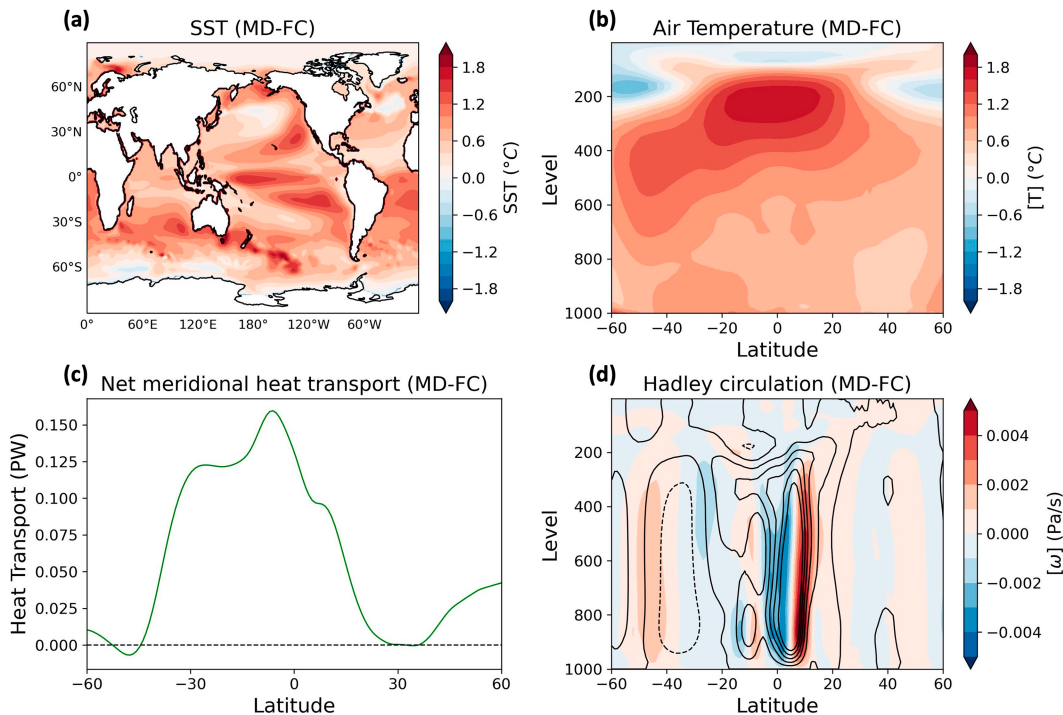 (a)
SST (MD-FC)
60°N
30°N
0°
30°S
60°S
0°
60°E
120°E
180°
120°W
60°W
1.8
1.2
0.6
0.0
−0.6
−1.2
−1.8
SST (°C)
(b)
Air Temperature (MD-FC)
Level
200
400
600
800
1000
−60
−40
−20
0
20
40
60
Latitude
1.8
1.2
0.6
0.0
−0.6
−1.2
−1.8
[T] (°C)
(c)
Net meridional heat transport (MD-FC)
Heat Transport (PW)
0.150
0.125
0.100
0.075
0.050
0.025
0.000
−60
−30
0
30
60
Latitude
(d)
Hadley circulation (MD-FC)
Level
200
400
600
800
1000
−60
−40
−20
0
20
40
60
Latitude
0.004
0.002
0.000
−0.002
−0.004
[ω] (Pa/s)